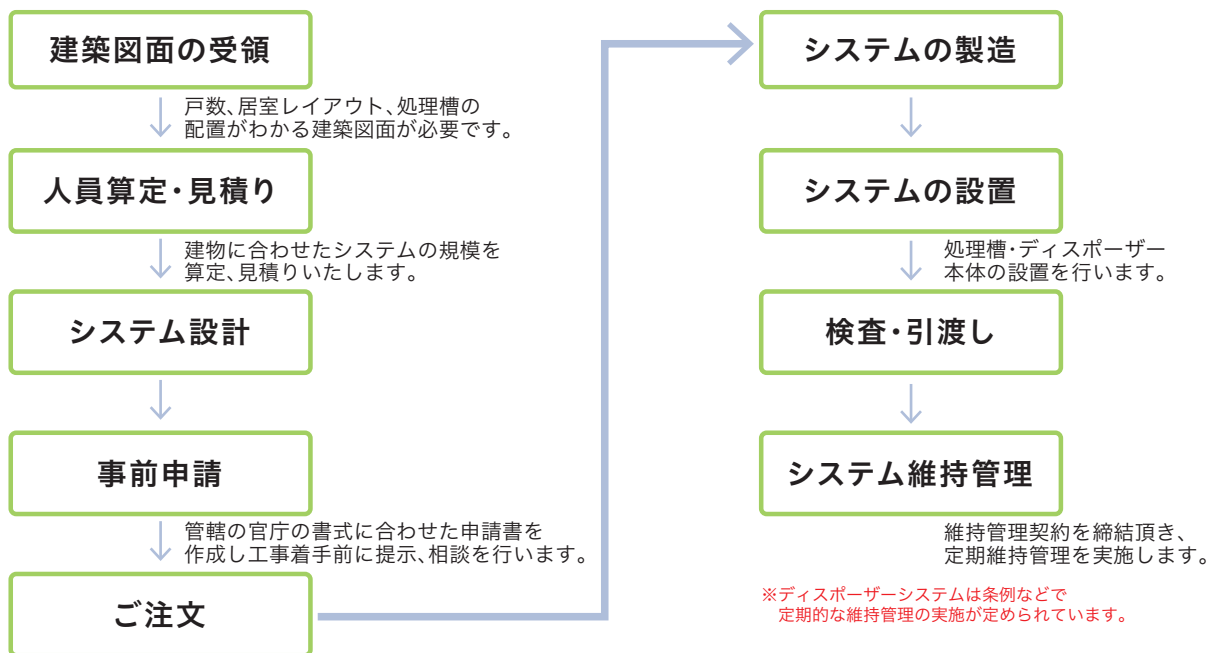 建築図面の受領
戸数、居室レイアウト、処理槽の
配置がわかる建築図面が必要です。
人員算定・見積り
建物に合わせたシステムの規模を
算定、見積りいたします。
システム設計
事前申請
管轄の官庁の書式に合わせた申請書を
作成し工事着手前に提示、相談を行います。
ご注文
システムの製造
システムの設置
処理槽・ディスポーザー
本体の設置を行います。
検査・引渡し
システム維持管理
維持管理契約を締結頂き、
定期維持管理を実施します。
※ディスポーザーシステムは条例などで
定期的な維持管理の実施が定められています。